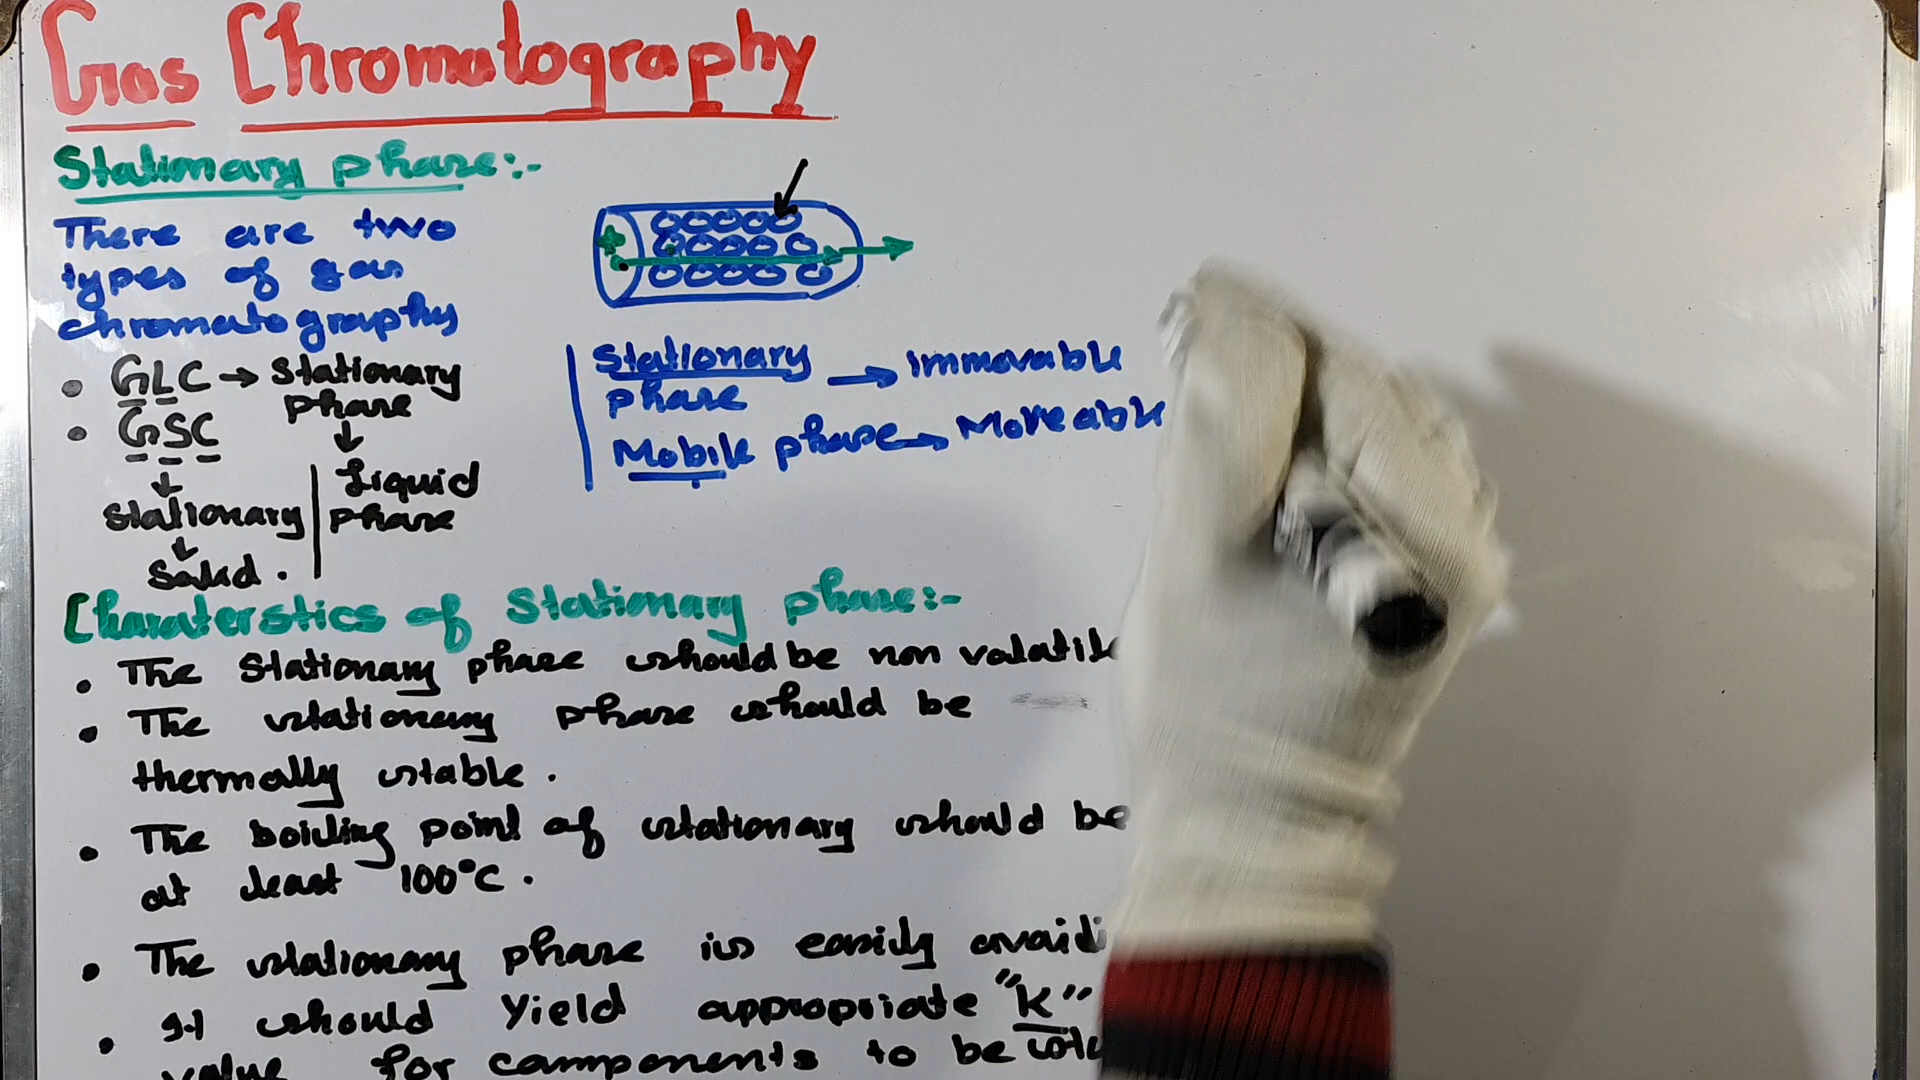 Gas Chromatography
Stationary phase:-
There are two
types of gas
chromatography
• GLC → Stationary
phase
↓
Liquid
phase
• GSC
↓
Stationary
↓
Solid.
+
Stationary → immovable
phase
Mobile phase → Moveable
Charaterstics of Stationary phase:-
• The Stationary phase should be non volatile
• The stationary phase should be
thermally stable.
• The boiling point of stationary should be
at least 100°C.
• The stationary phase is easily
• It should Yield appropriate "K"
value for components to be